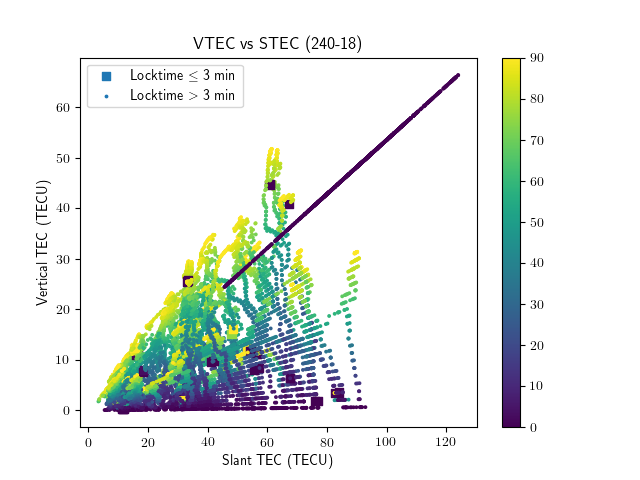 VTEC vs STEC (240-18)
Locktime ≤ 3 min
Locktime > 3 min
Vertical TEC (TECU)
60
50
40
30
20
10
0
0 20 40 60 80 100 120
Slant TEC (TECU)
90
80
70
60
50
40
30
20
10
0